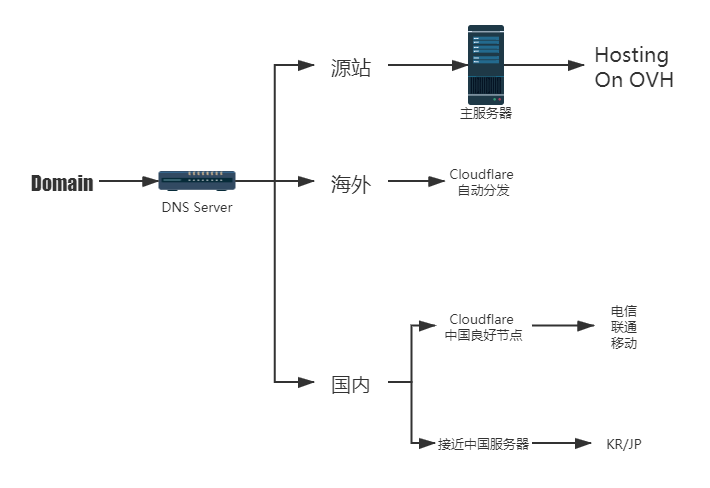 源站
Hosting
On OVH
主服务器
Domain
DNS Server
海外
Cloudflare
自动分发
国内
Cloudflare
中国良好节点
电信
联通
移动
接近中国服务器
KR/JP